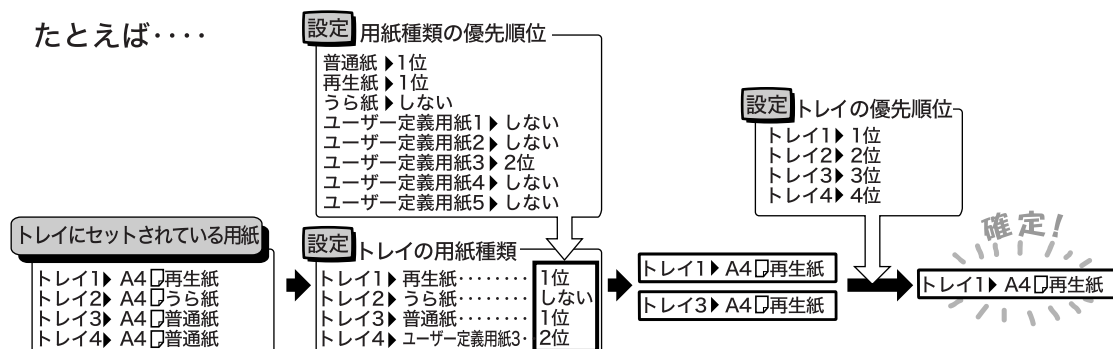 たとえば････
設定 用紙種類の優先順位
普通紙▶1位
再生紙▶1位
うら紙▶しない
ユーザー定義用紙1▶しない
ユーザー定義用紙2▶しない
ユーザー定義用紙3▶2位
ユーザー定義用紙4▶しない
ユーザー定義用紙5▶しない
設定 トレイの優先順位
トレイ1▶1位
トレイ2▶2位
トレイ3▶3位
トレイ4▶4位
トレイにセットされている用紙
トレイ1▶ A4 再生紙
トレイ2▶ A4 うら紙
トレイ3▶ A4 普通紙
トレイ4▶ A4 普通紙
設定 トレイの用紙種類
トレイ1▶ 再生紙････････1位
トレイ2▶ うら紙････････しない
トレイ3▶ 普通紙････････1位
トレイ4▶ ユーザー定義用紙3･2位
トレイ1▶ A4 再生紙
トレイ3▶ A4 再生紙
確定!
トレイ1▶ A4 再生紙